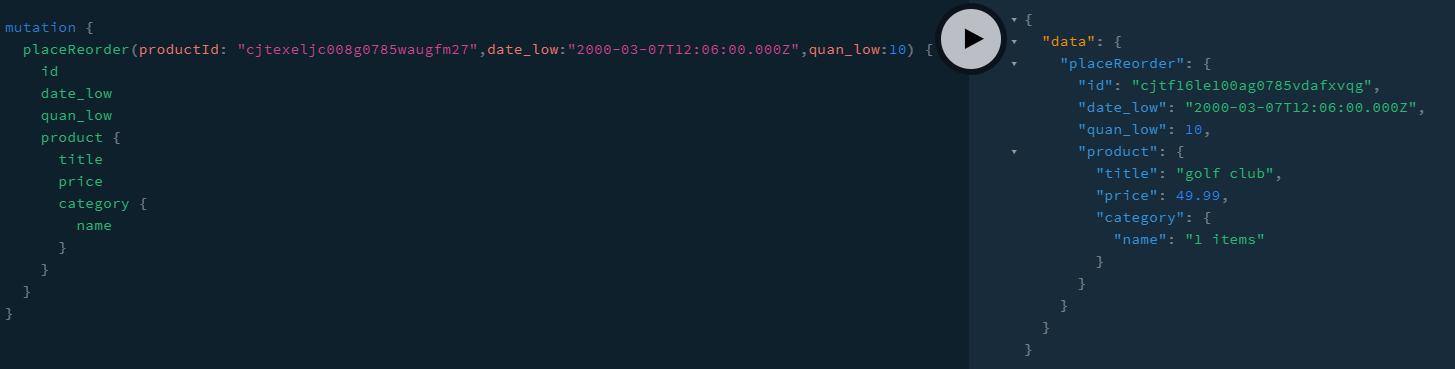 mutation {
placeReorder(productId: "cjtexeljc008g0785waugfm27",date_low:"2000-03-07T12:06:00.000Z",quan_low:10) {
id
date_low
quan_low
product {
title
price
category {
name
}
}
}
}
{
"data": {
"placeReorder": {
"id": "cjtf16le100ag0785vdafxvqg",
"date_low": "2000-03-07T12:06:00.000Z",
"quan_low": 10,
"product": {
"title": "golf club",
"price": 49.99,
"category": {
"name": "1 items"
}
}
}
}
}